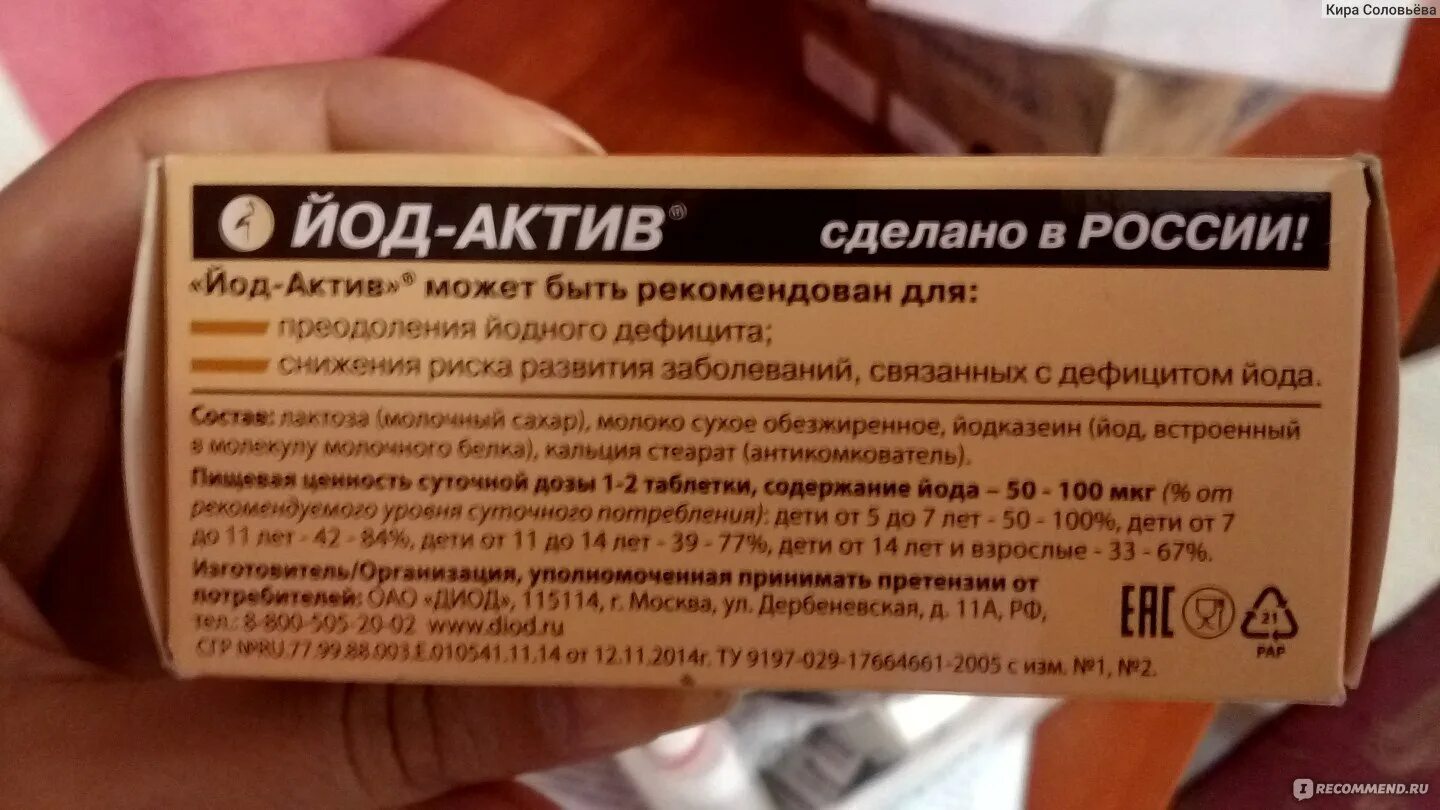 Кира Соловьёва
ЙОД-АКТИВ® сделано в РОССИИ!
«Йод-Актив»® может быть рекомендован для:
преодоления йодного дефицита;
снижения риска развития заболеваний, связанных с дефицитом йода.
Состав: лактоза (молочный сахар), молоко сухое обезжиренное, йодказеин (йод, встроенный
в молекулу молочного белка), кальция стеарат (антикомкователь).
Пищевая ценность суточной дозы 1-2 таблетки, содержание йода – 50 - 100 мкг (% от
рекомендуемого уровня суточного потребления): дети от 5 до 7 лет - 50 - 100%, дети от 7
до 11 лет - 42 - 84%, дети от 11 до 14 лет - 39 - 77%, дети от 14 лет и взрослые - 33 - 67%.
Изготовитель/Организация, уполномоченная принимать претензии от
потребителей: ОАО «ДИОД», 115114, г. Москва, ул. Дербеневская, д. 11А, РФ,
тел.: 8-800-505-20-02 www.diod.ru
СГР №RU.77.99.88.003.Е.010541.11.14 от 12.11.2014г. ТУ 9197-029-17664661-2005 с изм. №1, №2.
EAC
21
PAP
IRECOMMEND.RU